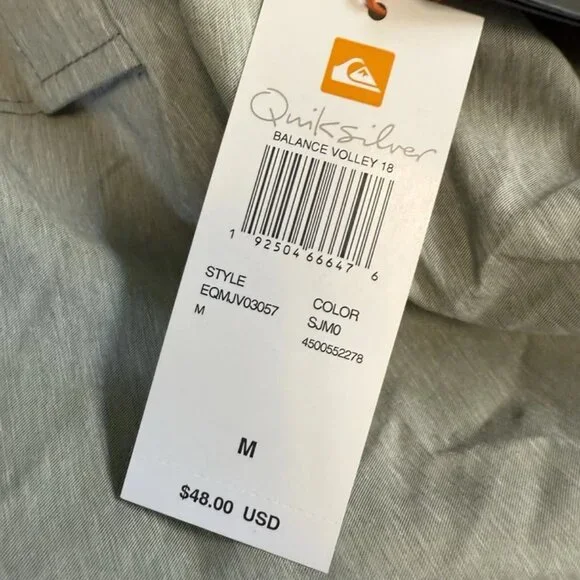 Quiksilver
BALANCE VOLLEY 18
1 92504 66647 6
STYLE
EQMJV03057
M
COLOR
SJM0
4500552278
M
$48.00 USD